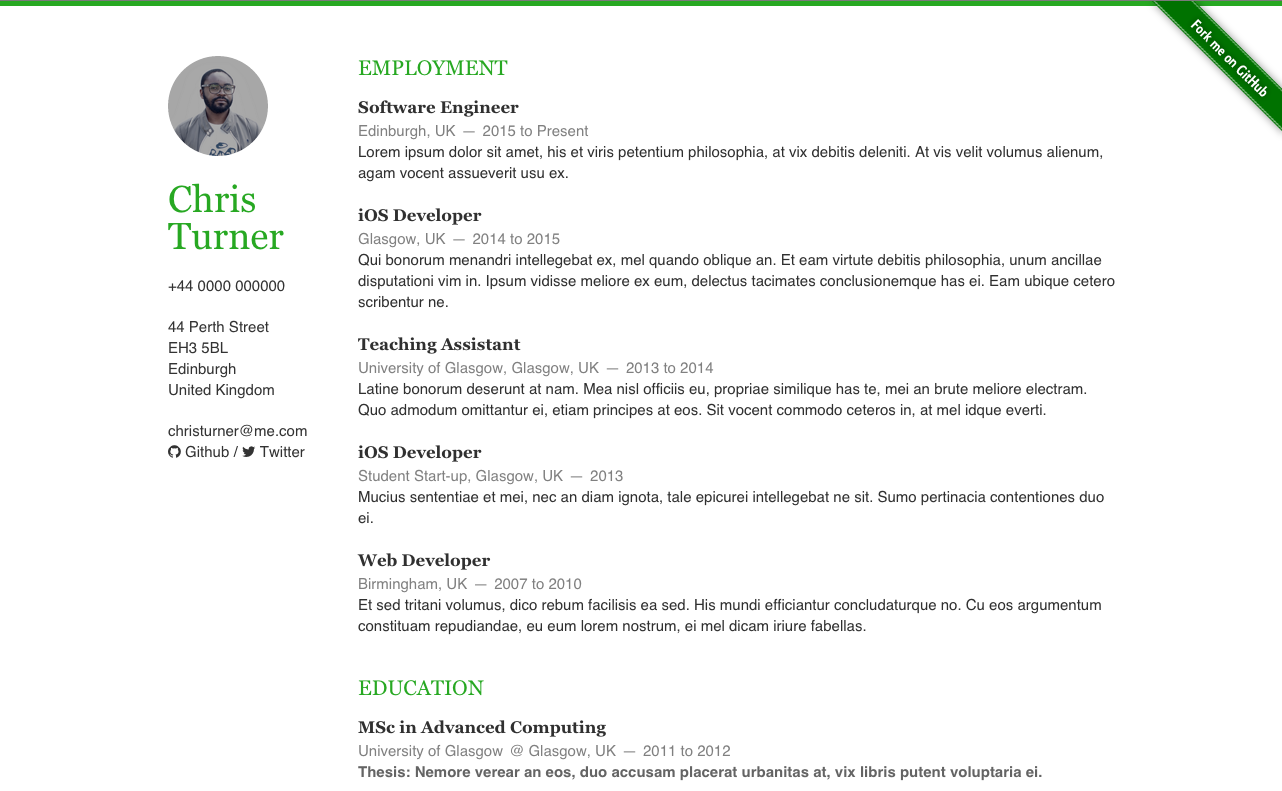 Fork me on GitHub
Chris
Turner
+44 0000 000000
44 Perth Street
EH3 5BL
Edinburgh
United Kingdom
christurner@me.com
Github / Twitter
EMPLOYMENT
Software Engineer
Edinburgh, UK — 2015 to Present
Lorem ipsum dolor sit amet, his et viris petentium philosophia, at vix debitis deleniti. At vis velit volumus alienum,
agam vocent assueverit usu ex.
iOS Developer
Glasgow, UK — 2014 to 2015
Qui bonorum menandri intellegebat ex, mel quando oblique an. Et eam virtute debitis philosophia, unum ancillae
disputationi vim in. Ipsum vidisse meliore ex eum, delectus tacimates conclusionemque has ei. Eam ubique cetero
scribentur ne.
Teaching Assistant
University of Glasgow, Glasgow, UK — 2013 to 2014
Latine bonorum deserunt at nam. Mea nisl officiis eu, propriae similique has te, mei an brute meliore electram.
Quo admodum omittantur ei, etiam principes at eos. Sit vocent commodo ceteros in, at mel idque everti.
iOS Developer
Student Start-up, Glasgow, UK — 2013
Mucius sententiae et mei, nec an diam ignota, tale epicurei intellegebat ne sit. Sumo pertinacia contentiones duo
ei.
Web Developer
Birmingham, UK — 2007 to 2010
Et sed tritani volumus, dico rebum facilisis ea sed. His mundi efficiantur concludaturque no. Cu eos argumentum
constituam repudiandae, eu eum lorem nostrum, ei mel dicam iriure fabellas.
EDUCATION
MSc in Advanced Computing
University of Glasgow @ Glasgow, UK — 2011 to 2012
Thesis: Nemore verear an eos, duo accusam placerat urbanitas at, vix libris putent voluptaria ei.